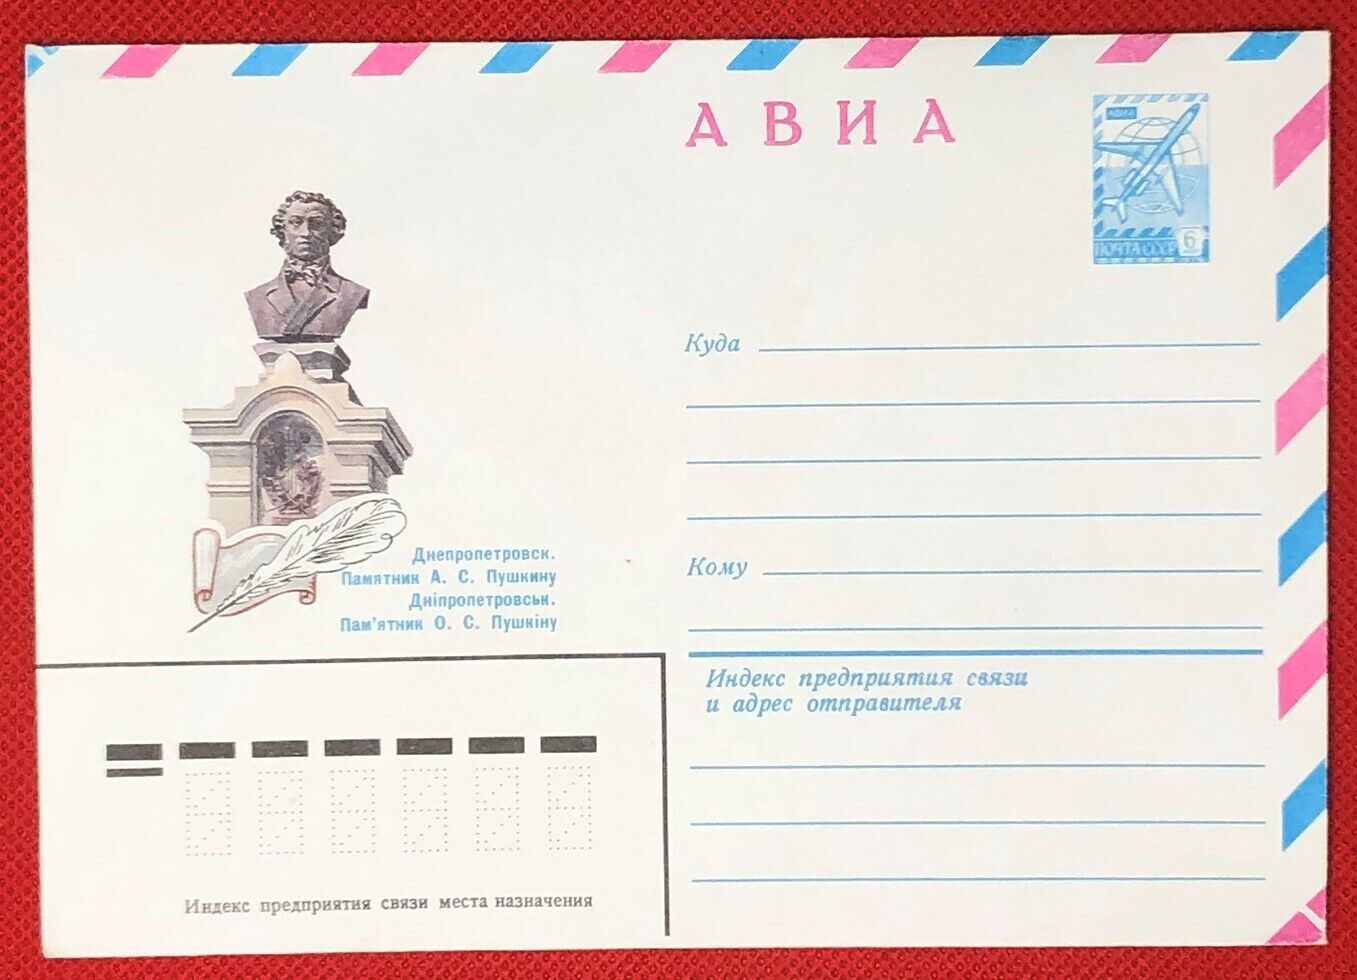 АВИА
АВИА
ПОЧТА СССР 6
Куда
Кому
Днепропетровск.
Памятник А. С. Пушкину
Дніпропетровськ.
Пам'ятник О. С. Пушкіну
Индекс предприятия связи
и адрес отправителя
Индекс предприятия связи места назначения